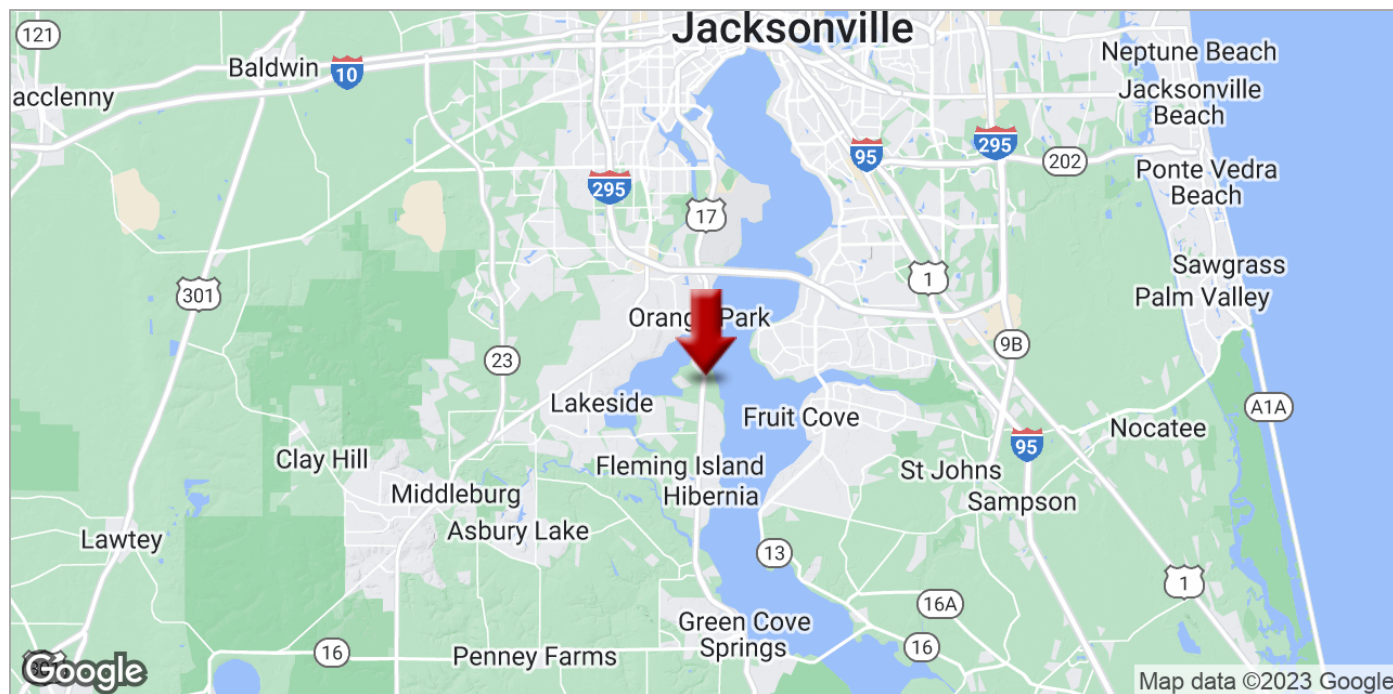 Jacksonville
121
Neptune Beach
Baldwin
10
acclenny
Jacksonville
Beach
95
295
202
Ponte Vedra
Beach
295
17
Sawgrass
1
301
Palm Valley
Park
9B
23
Lakeside
Fruit Cove
A1A
Nocatee
95
Clay Hill
Fleming Island
St Johns
Middleburg
Hibernia
Sampson
Asbury Lake
Lawtey
13
1
16A
Green Cove
Springs
16
16
Penney Farms
Google
Map data ©2023 Google